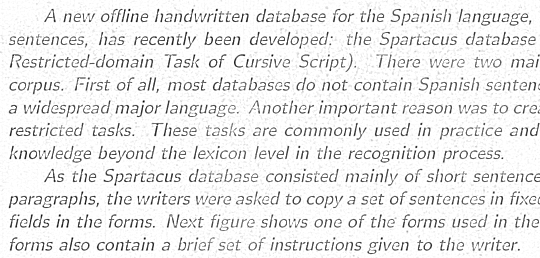 A new offline handwritten database for the Spanish language,
sentences, has recently been developed: the Spartacus database
Restricted-domain Task of Cursive Script). There were two
corpus. First of all, most databases do not contain Spanish
a widespread major language. Another important reason was to
restricted tasks. These tasks are commonly used in practice and
knowledge beyond the lexicon level in the recognition process.
As the Spartacus database consisted mainly of short
paragraphs, the writers were asked to copy a set of sentences in
fields in the forms. Next figure shows one of the forms used in the
forms also contain a brief set of instructions given to the writer.